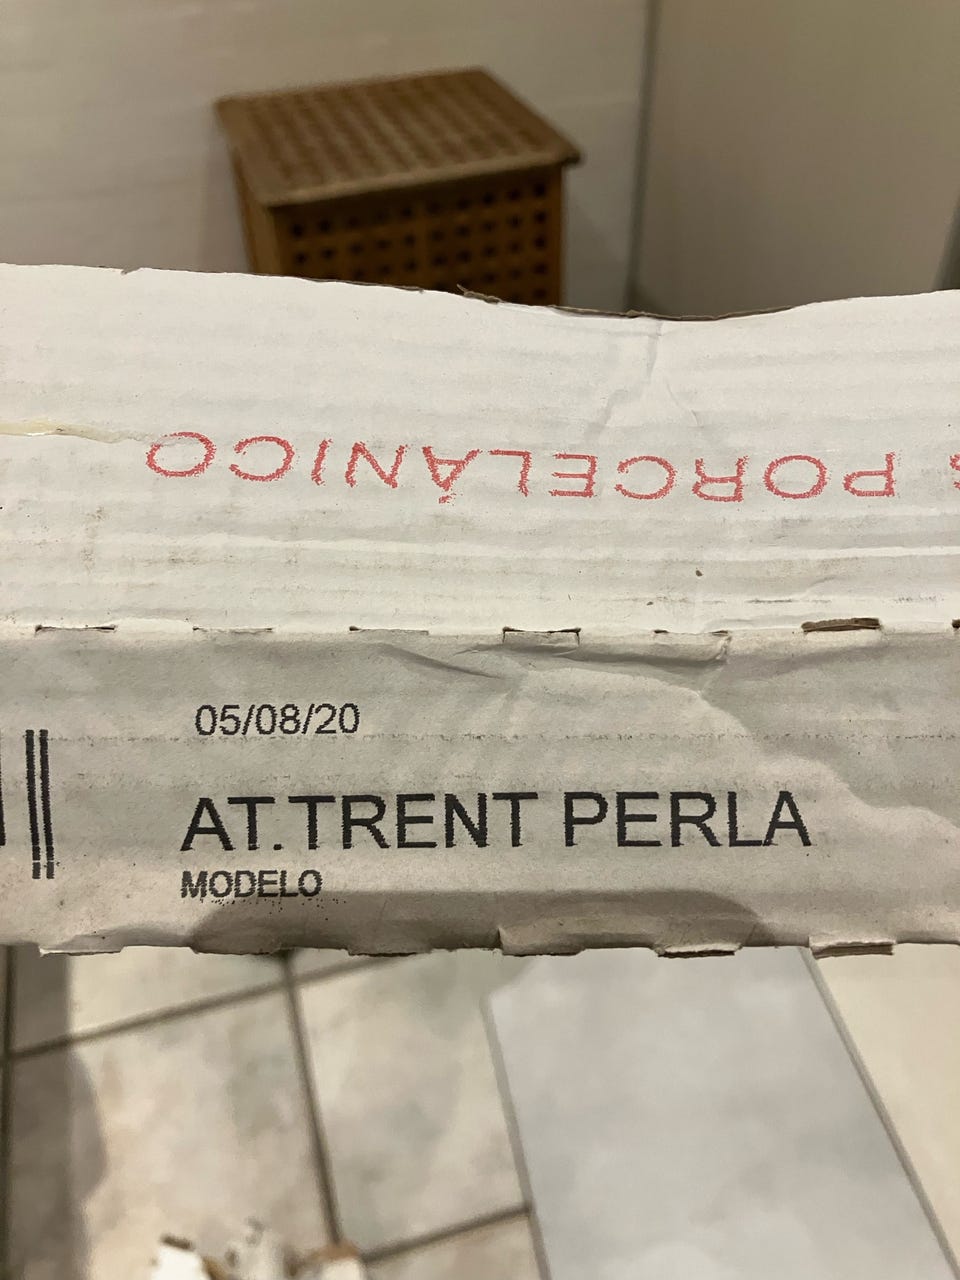 PORCELÁNICO
05/08/20
AT.TRENT PERLA
MODELO